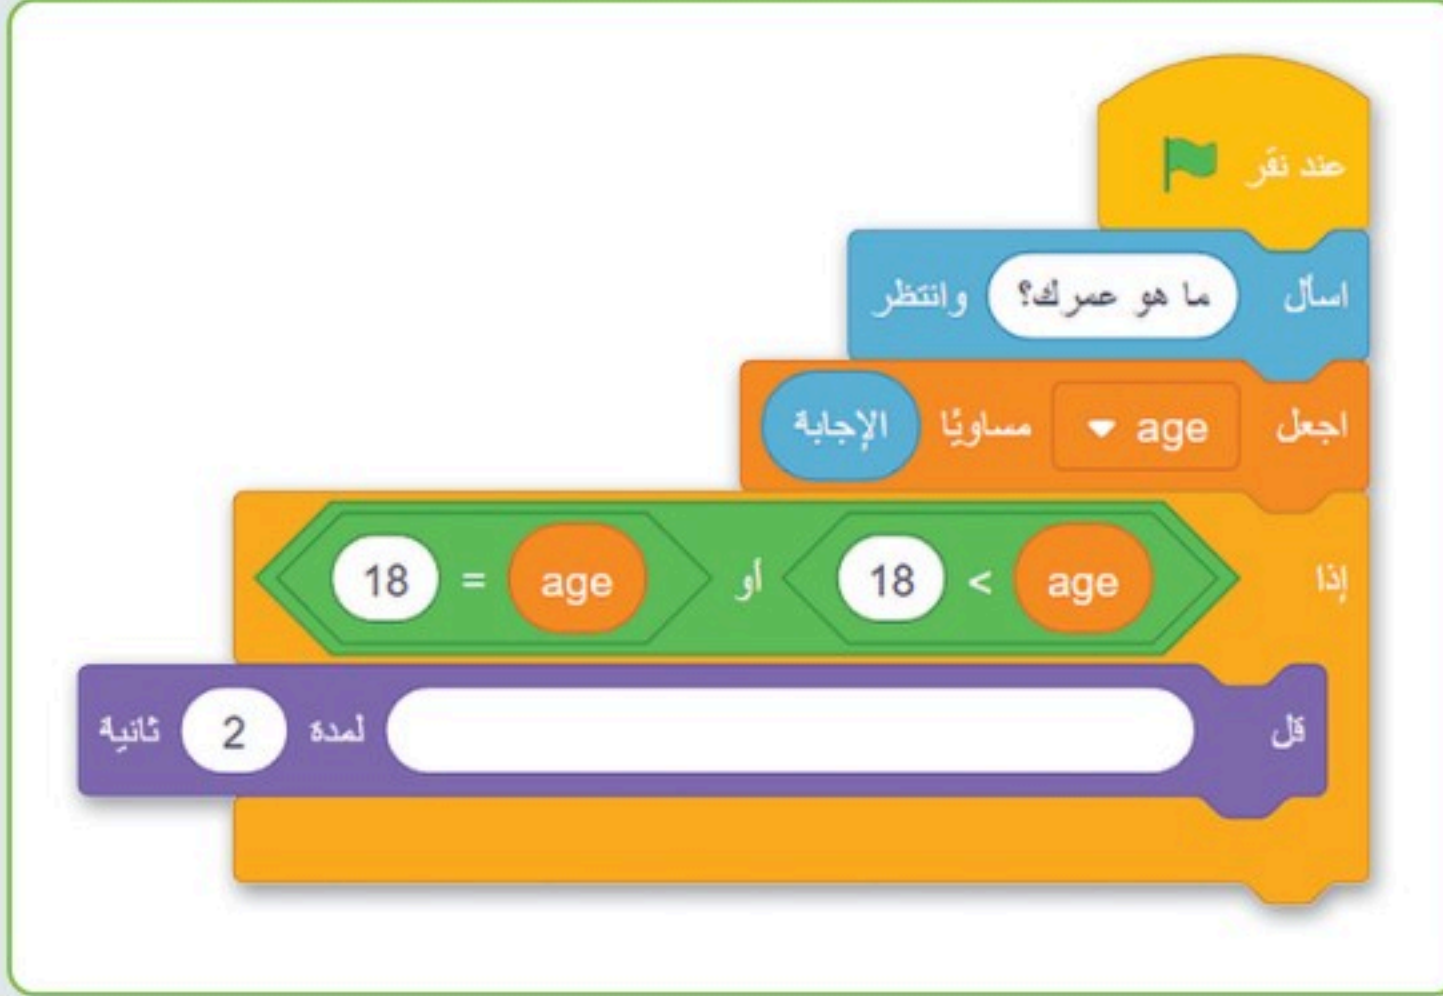 عند نقر
اسأل ما هو عمرك؟ وانتظر
اجعل age مساويًا الإجابة
إذا age < 18 أو age = 18
قل لمدة 2 ثانية